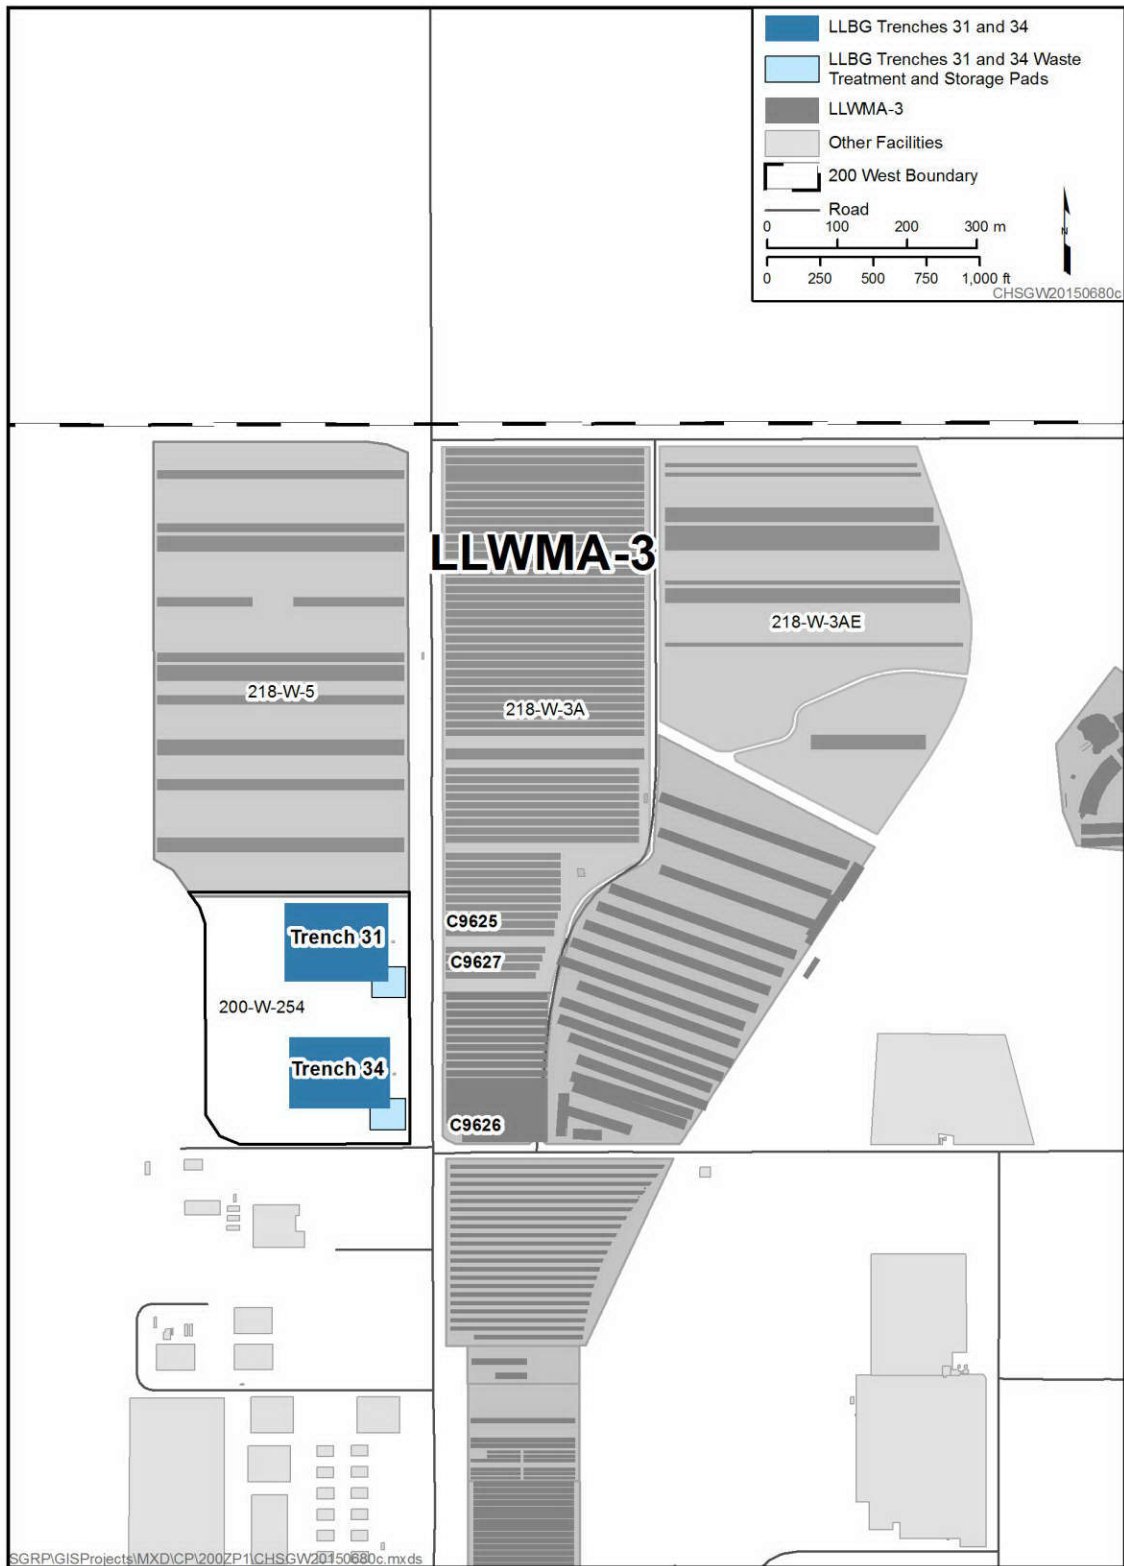 LLBG Trenches 31 and 34
LLBG Trenches 31 and 34 Waste
Treatment and Storage Pads
LLWMA-3
Other Facilities
200 West Boundary
Road
0 100 200 300 m
N
0 250 500 750 1,000 ft
CHSGW20150680c
LLWMA-3
218-W-3AE
218-W-5
218-W-3A
C9625
Trench 31
C9627
200-W-254
Trench 34
C9626
SGRP\GISProjects\MXD\CP\200ZP1\CHSGW20150680c.mxds